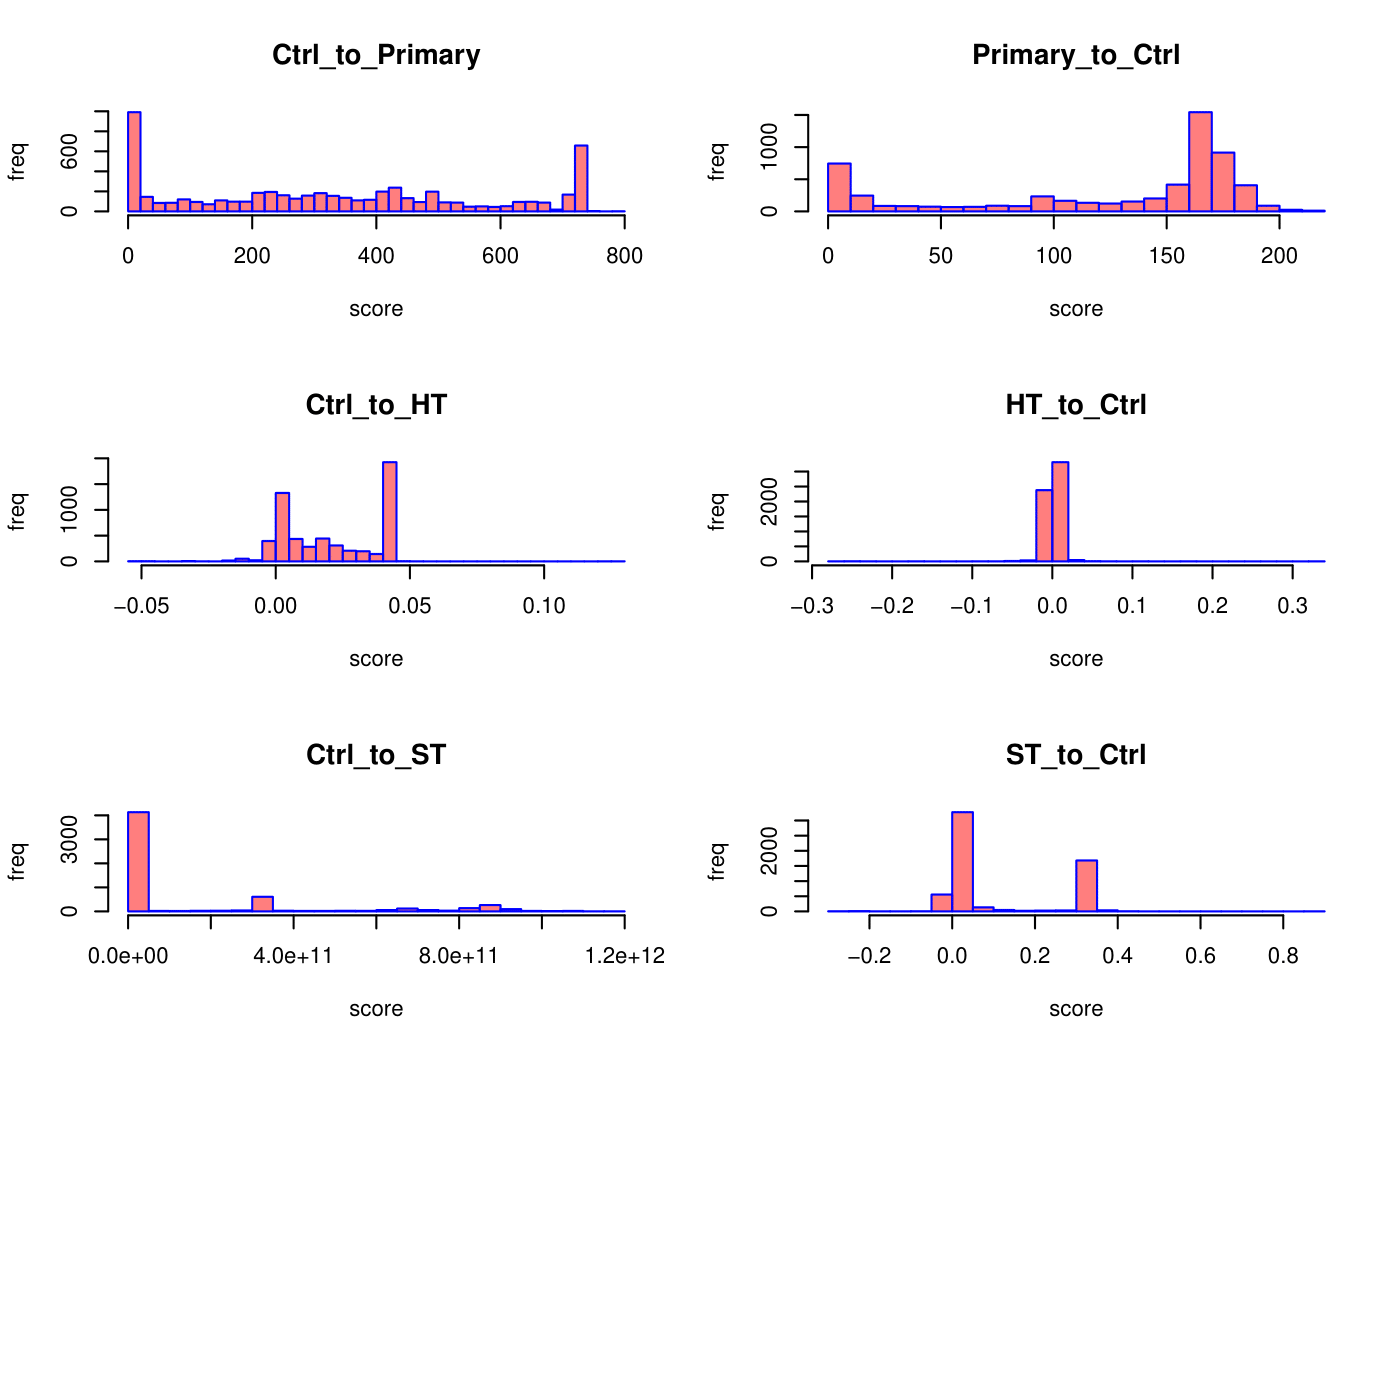 Ctrl_to_Primary
freq
0 600
0 200 400 600 800
score
Primary_to_Ctrl
freq
0 1000
0 50 100 150 200
score
Ctrl_to_HT
freq
0 1000
−0.05 0.00 0.05 0.10
score
HT_to_Ctrl
freq
0 2000
−0.3 −0.2 −0.1 0.0 0.1 0.2 0.3
score
Ctrl_to_ST
freq
0 3000
0.0e+00 4.0e+11 8.0e+11 1.2e+12
score
ST_to_Ctrl
freq
0 2000
−0.2 0.0 0.2 0.4 0.6 0.8
score